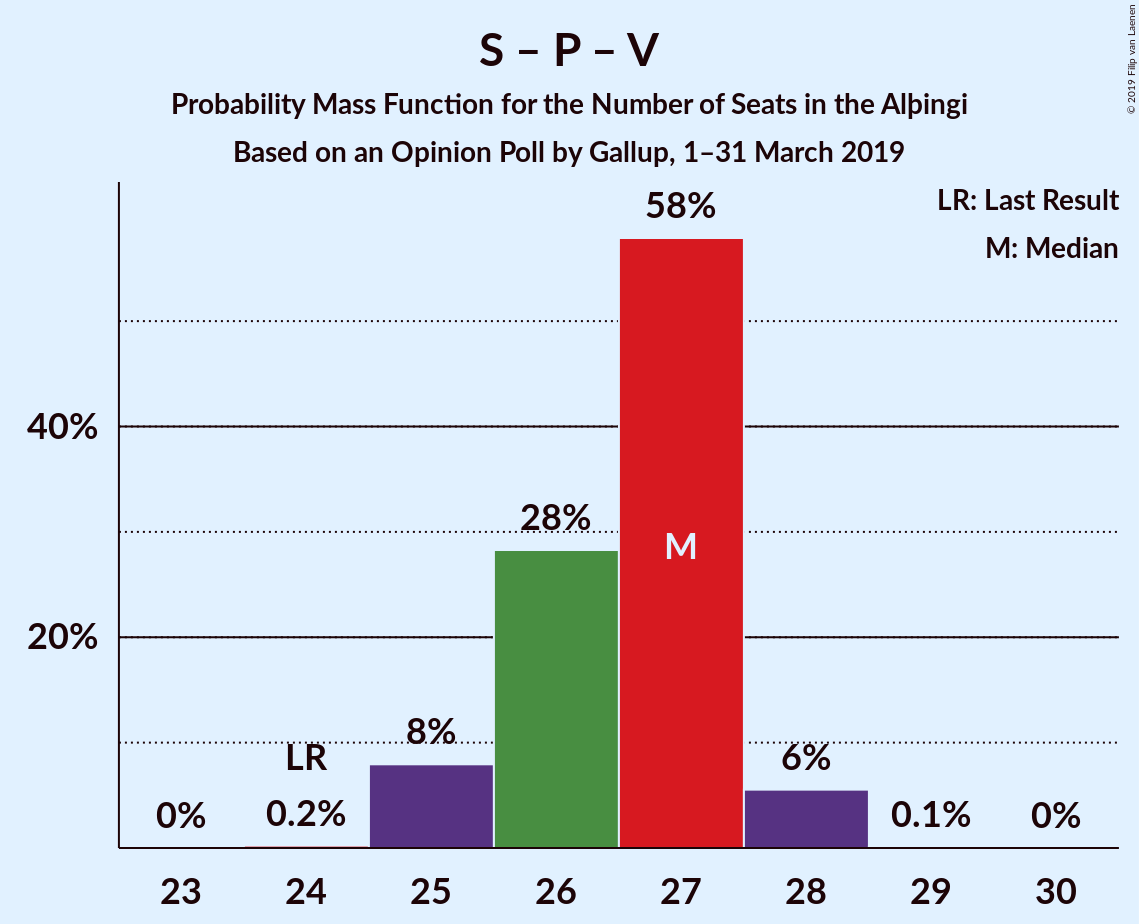 S – P – V
Probability Mass Function for the Number of Seats in the Alþingi
Based on an Opinion Poll by Gallup, 1–31 March 2019
© 2019 Filip van Laenen
LR: Last Result
M: Median
58%
40%
28%
M
20%
8%
LR
6%
0%
0.2%
0.1%
0%
23 24 25 26 27 28 29 30